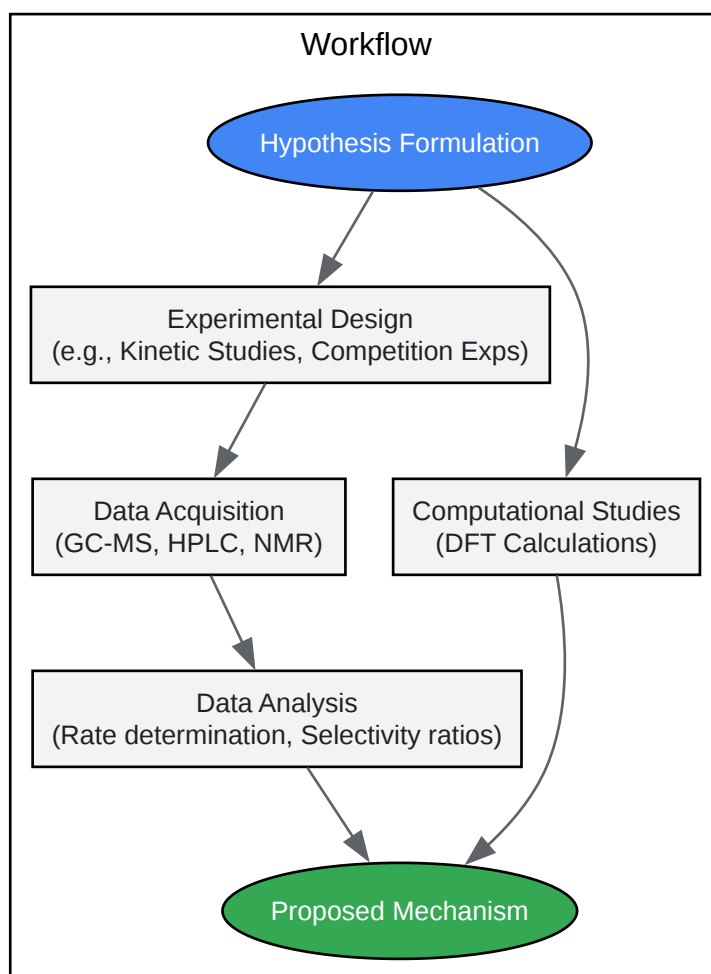 Workflow
Hypothesis Formulation
Experimental Design
(e.g., Kinetic Studies, Competition Exps)
Data Acquisition
(GC-MS, HPLC, NMR)
Computational Studies
(DFT Calculations)
Data Analysis
(Rate determination, Selectivity ratios)
Proposed Mechanism